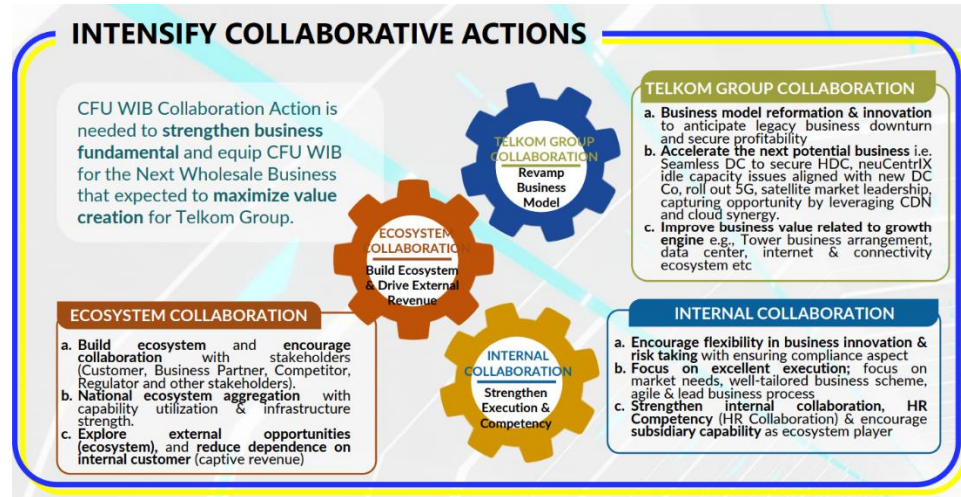 INTENSIFY COLLABORATIVE ACTIONS
CFU WIB Collaboration Action is
needed to strengthen business
fundamental and equip CFU WIB
for the Next Wholesale Business
that expected to maximize value
creation for Telkom Group.
TELKOM GROUP
COLLABORATION
Revamp
Business
Model
ECOSYSTEM
COLLABORATION
Build Ecosystem
& Drive External
Revenue
INTERNAL
COLLABORATION
Strengthen
Execution &
Competency
TELKOM GROUP COLLABORATION
a. Business model reformation & innovation
to anticipate legacy business downturn
and secure profitability
b. Accelerate the next potential business i.e.
Seamless DC to secure HDC, neuCentrIX
idle capacity issues aligned with new DC
Co, roll out 5G, satellite market leadership,
capturing opportunity by leveraging CDN
and cloud synergy.
c. Improve business value related to growth
engine e.g., Tower business arrangement,
data center, internet & connectivity
ecosystem etc
ECOSYSTEM COLLABORATION
a. Build ecosystem and encourage
collaboration with stakeholders
(Customer, Business Partner, Competitor,
Regulator and other stakeholders).
b. National ecosystem aggregation with
capability utilization & infrastructure
strength.
c. Explore external opportunities
(ecosystem), and reduce dependence on
internal customer (captive revenue)
INTERNAL COLLABORATION
a. Encourage flexibility in business innovation &
risk taking with ensuring compliance aspect
b. Focus on excellent execution; focus on
market needs, well-tailored business scheme,
agile & lead business process
c. Strengthen internal collaboration, HR
Competency (HR Collaboration) & encourage
subsidiary capability as ecosystem player